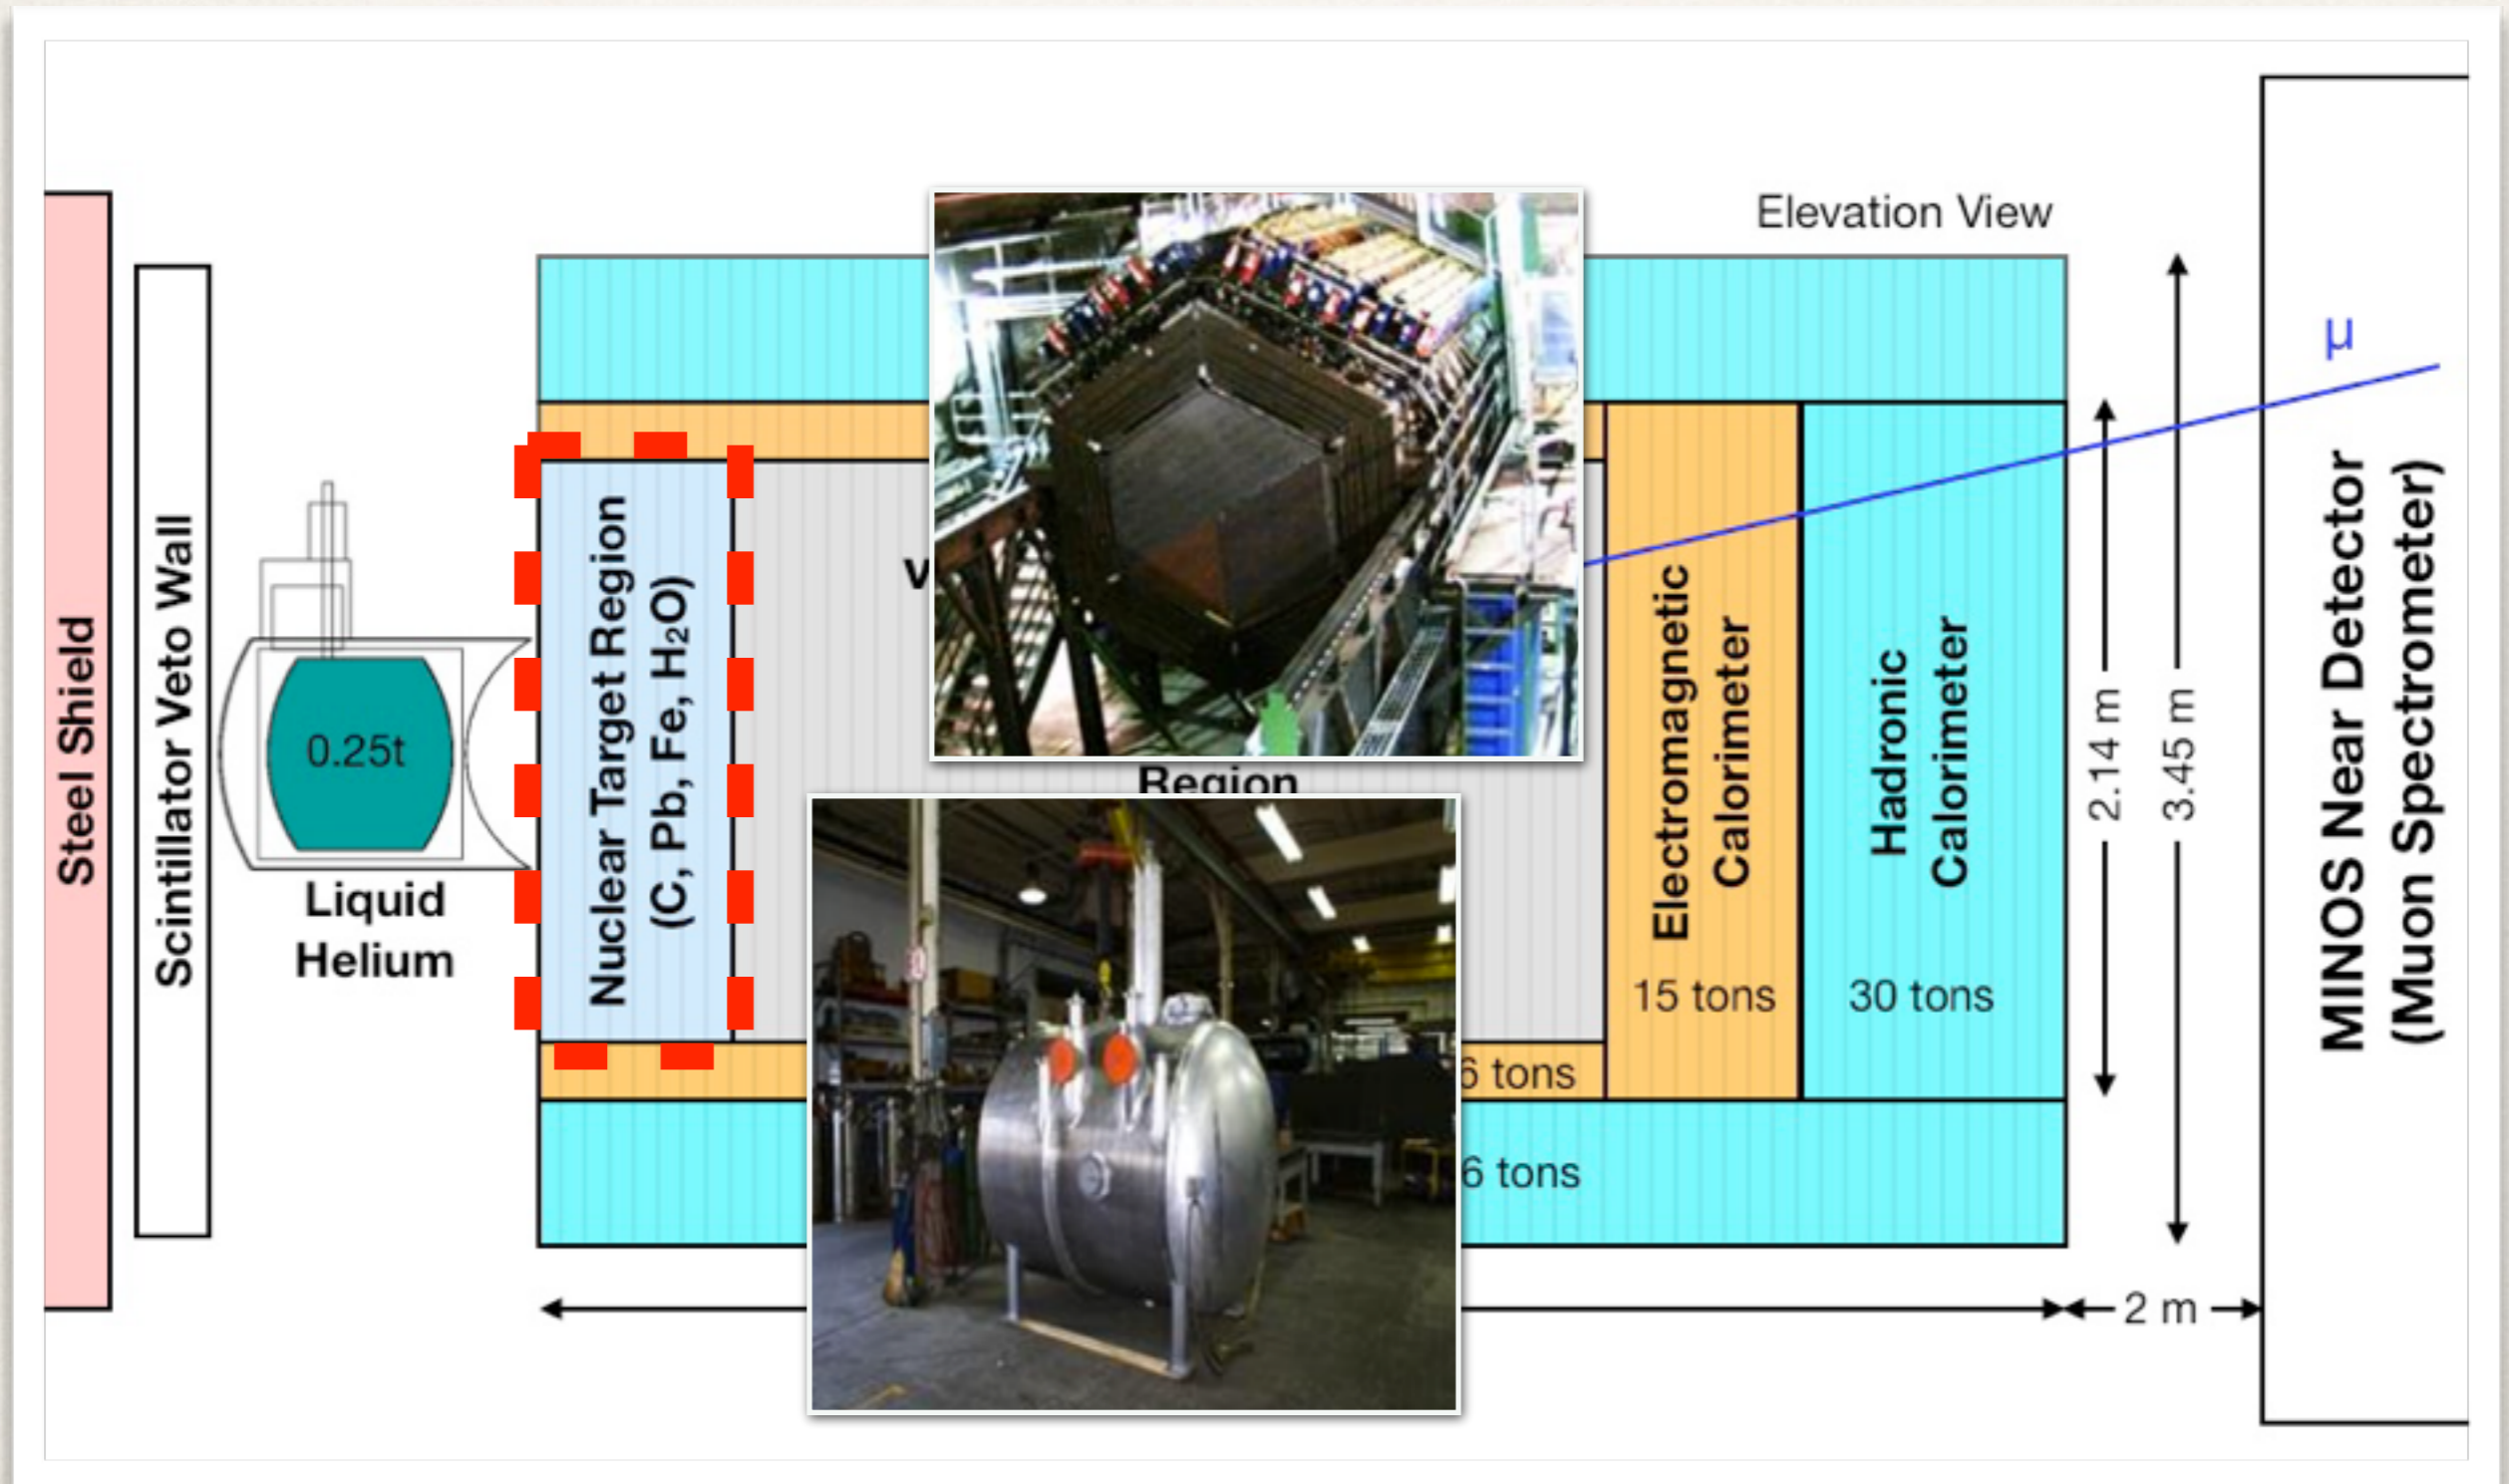 Elevation View
μ
Steel Shield
Scintillator Veto Wall
0.25t
Liquid
Helium
Nuclear Target Region
(C, Pb, Fe, H₂O)
Region
Electromagnetic
Calorimeter
15 tons
Hadronic
Calorimeter
30 tons
6 tons
6 tons
2.14 m
3.45 m
2 m
MINOS Near Detector
(Muon Spectrometer)